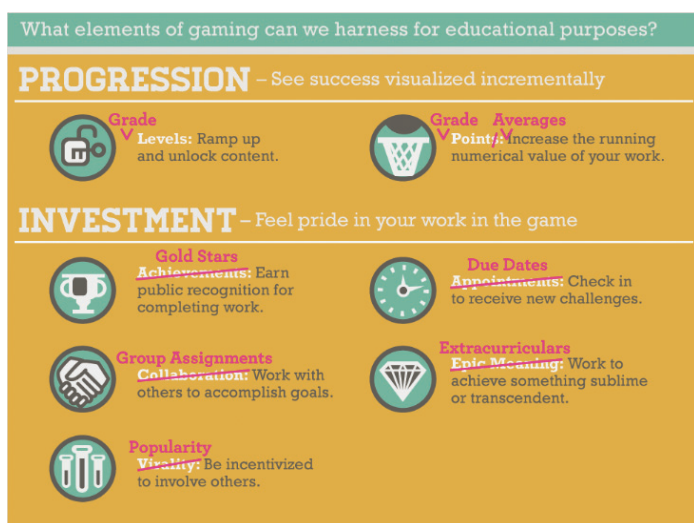 What elements of gaming can we harness for educational purposes?
PROGRESSION – See success visualized incrementally
Grade
Levels: Ramp up
and unlock content.
Grade Averages
Points: Increase the running
numerical value of your work.
INVESTMENT – Feel pride in your work in the game
Gold Stars
Achievements: Earn
public recognition for
completing work.
Due Dates
Appointments: Check in
to receive new challenges.
Group Assignments
Collaboration: Work with
others to accomplish goals.
Extracurriculars
Epic Meaning: Work to
achieve something sublime
or transcendent.
Popularity
Virality: Be incentivized
to involve others.